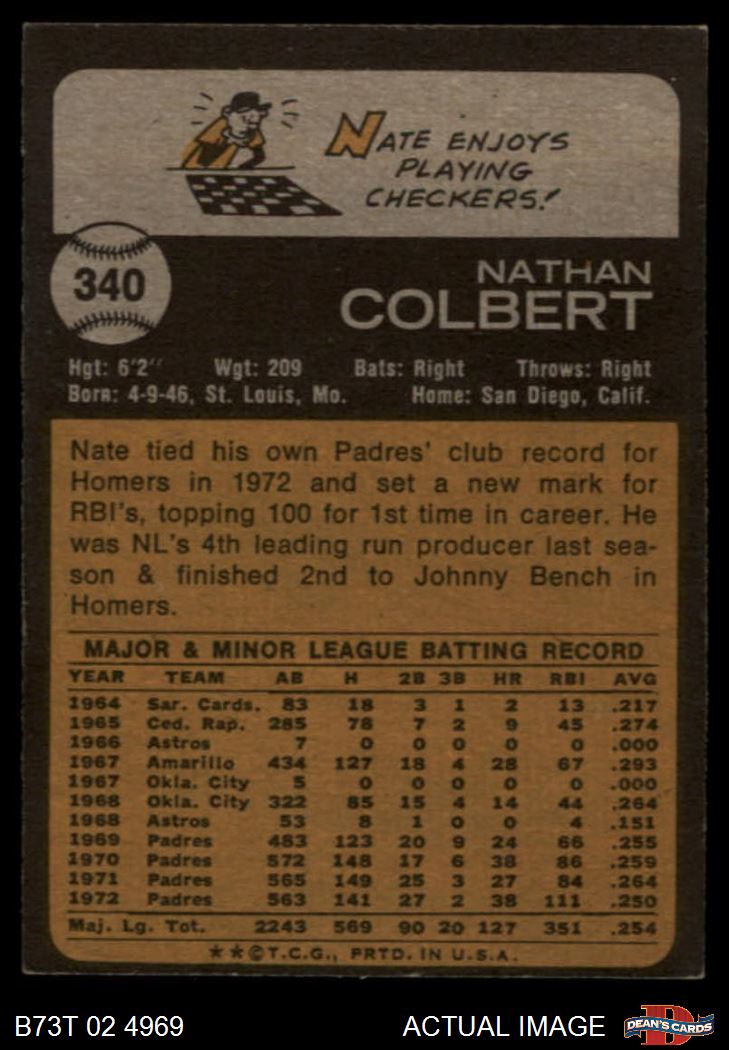 NATE ENJOYS
PLAYING
CHECKERS!
340
NATHAN
COLBERT
Hgt: 6'2" Wgt: 209 Bats: Right Throws: Right
Born: 4-9-46, St. Louis, Mo. Home: San Diego, Calif.
Nate tied his own Padres' club record for
Homers in 1972 and set a new mark for
RBI's, topping 100 for 1st time in career. He
was NL's 4th leading run producer last sea-
son & finished 2nd to Johnny Bench in
Homers.
MAJOR & MINOR LEAGUE BATTING RECORD
YEAR TEAM AB H 2B 3B HR RBI AVG
1964 Sar. Cards. 83 18 3 1 2 13 .217
1965 Ced. Rap. 285 78 7 2 9 45 .274
1966 Astros 7 0 0 0 0 0 .000
1967 Amarillo 434 127 18 4 28 67 .293
1967 Okla. City 5 0 0 0 0 0 .000
1968 Okla. City 322 85 15 4 14 44 .264
1968 Astros 53 8 1 0 0 4 .151
1969 Padres 483 123 20 9 24 66 .255
1970 Padres 572 148 17 6 38 86 .259
1971 Padres 565 149 25 3 27 84 .264
1972 Padres 563 141 27 2 38 111 .250
Maj. Lg. Tot. 2243 569 90 20 127 351 .254
**©T.C.G., PRTD. IN U.S.A.
B73T 02 4969 ACTUAL IMAGE DEAN'S CARDS